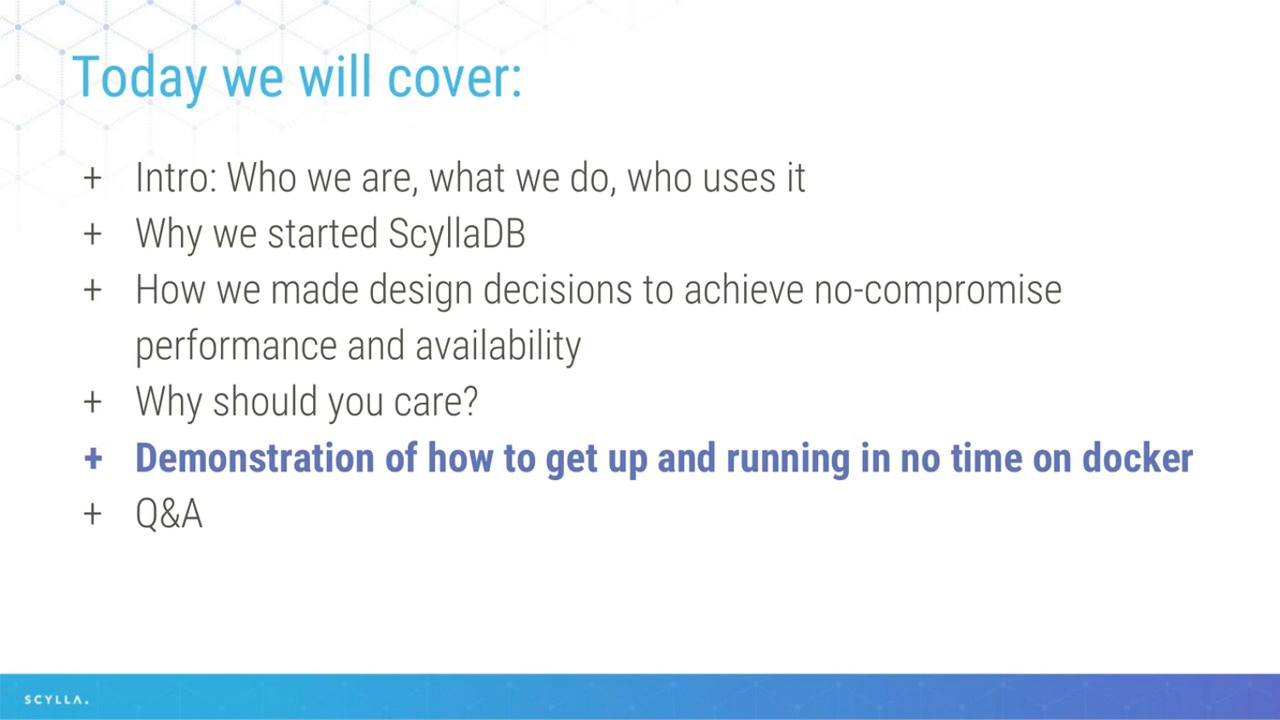 Today we will cover:
+ Intro: Who we are, what we do, who uses it
+ Why we started ScyllaDB
+ How we made design decisions to achieve no-compromise
performance and availability
+ Why should you care?
+ Demonstration of how to get up and running in no time on docker
+ Q&A
SCYLLA.